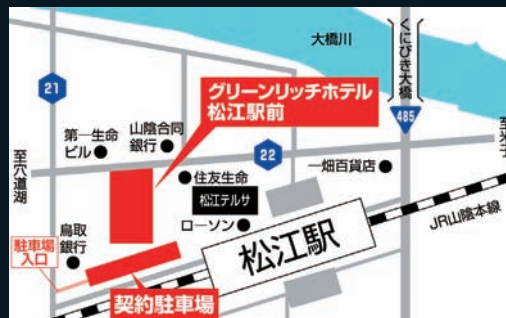 大橋川
くにびき大橋
21
グリーンリッチホテル
松江駅前
485
第一生命
ビル
山陰合同
銀行
22
至米子
至宍道湖
住友生命
一畑百貨店
松江テルサ
ローソン
鳥取
銀行
松江駅
JR山陰本線
駐車場
入口
契約駐車場